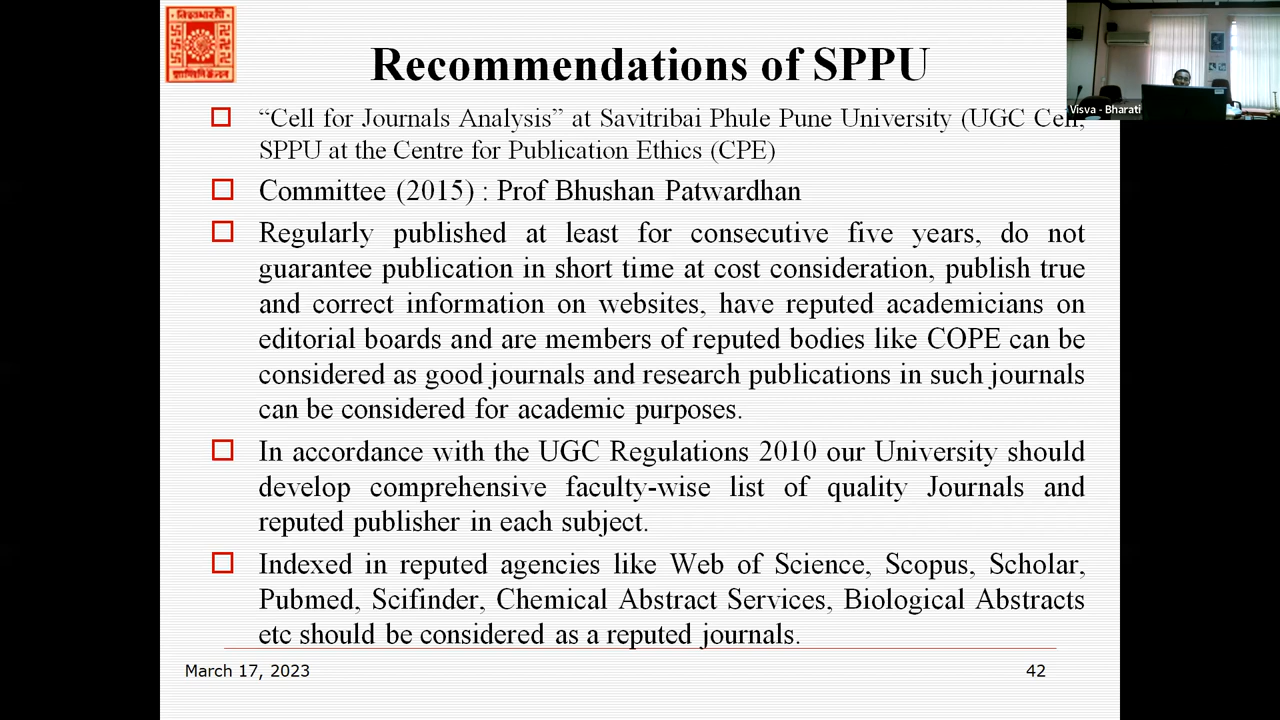 বিশ্বভারতী
शान्तिनिकेतन
Recommendations of SPPU
“Cell for Journals Analysis” at Savitribai Phule Pune University (UGC Cell,
SPPU at the Centre for Publication Ethics (CPE)
Committee (2015) : Prof Bhushan Patwardhan
Regularly published at least for consecutive five years, do not
guarantee publication in short time at cost consideration, publish true
and correct information on websites, have reputed academicians on
editorial boards and are members of reputed bodies like COPE can be
considered as good journals and research publications in such journals
can be considered for academic purposes.
In accordance with the UGC Regulations 2010 our University should
develop comprehensive faculty-wise list of quality Journals and
reputed publisher in each subject.
Indexed in reputed agencies like Web of Science, Scopus, Scholar,
Pubmed, Scifinder, Chemical Abstract Services, Biological Abstracts
etc should be considered as a reputed journals.
March 17, 2023
42
Visva - Bharati